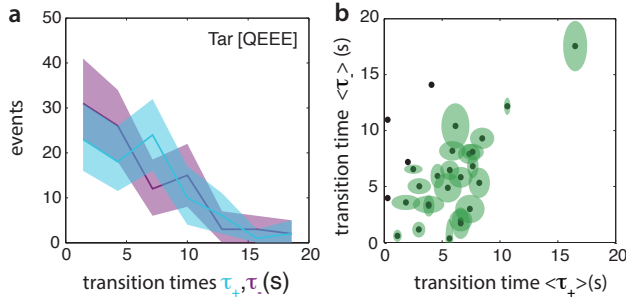 a
Tar [QEEE]
50
40
30
20
10
0
events
0 5 10 15 20
transition times τ₊,τ₋(s)
b
20
15
10
5
0
transition time <τ₋> (s)
0 5 10 15 20
transition time <τ₊>(s)